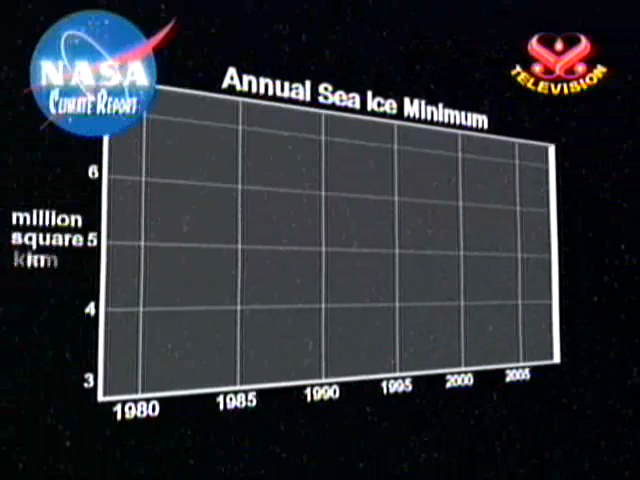 NASA
CLIMATE REPORT
TELEVISION
Annual Sea Ice Minimum
6
million
square 5
km
4
3
1980 1985 1990 1995 2000 2005